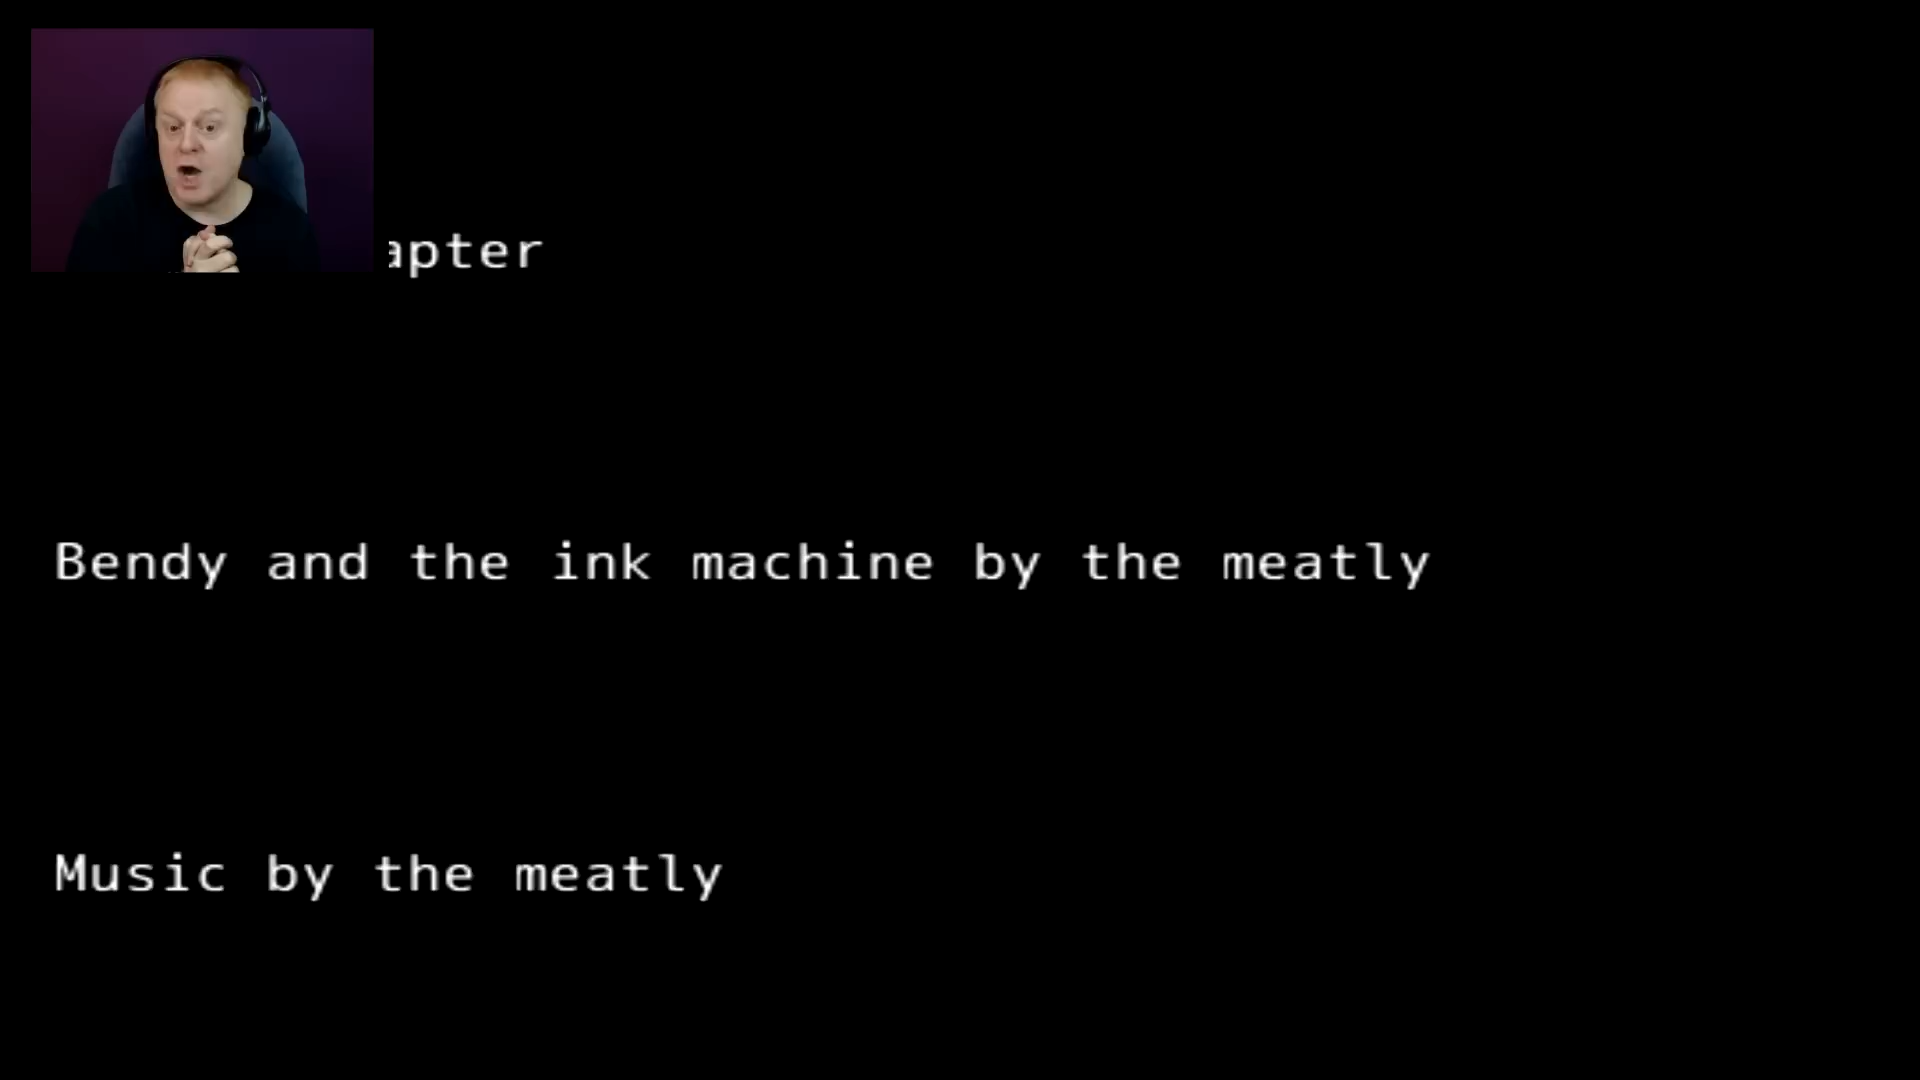 apter
Bendy and the ink machine by the meatly
Music by the meatly